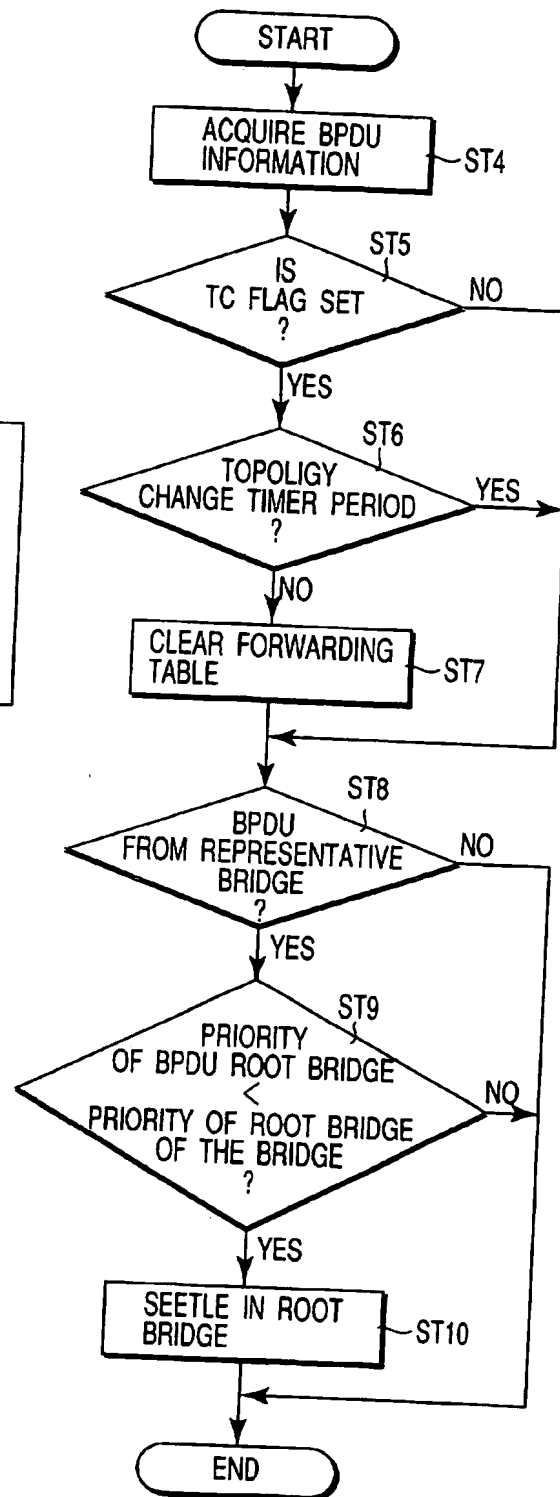 START
ACQUIRE BPDU
INFORMATION
ST4
ST5
IS
TC FLAG SET
?
NO
YES
ST6
TOPOLIGY
CHANGE TIMER PERIOD
?
YES
NO
CLEAR FORWARDING
TABLE
ST7
ST8
BPDU
FROM REPRESENTATIVE
BRIDGE
?
NO
YES
ST9
PRIORITY
OF BPDU ROOT BRIDGE
<
PRIORITY OF ROOT BRIDGE
OF THE BRIDGE
?
NO
YES
SEETLE IN ROOT
BRIDGE
ST10
END